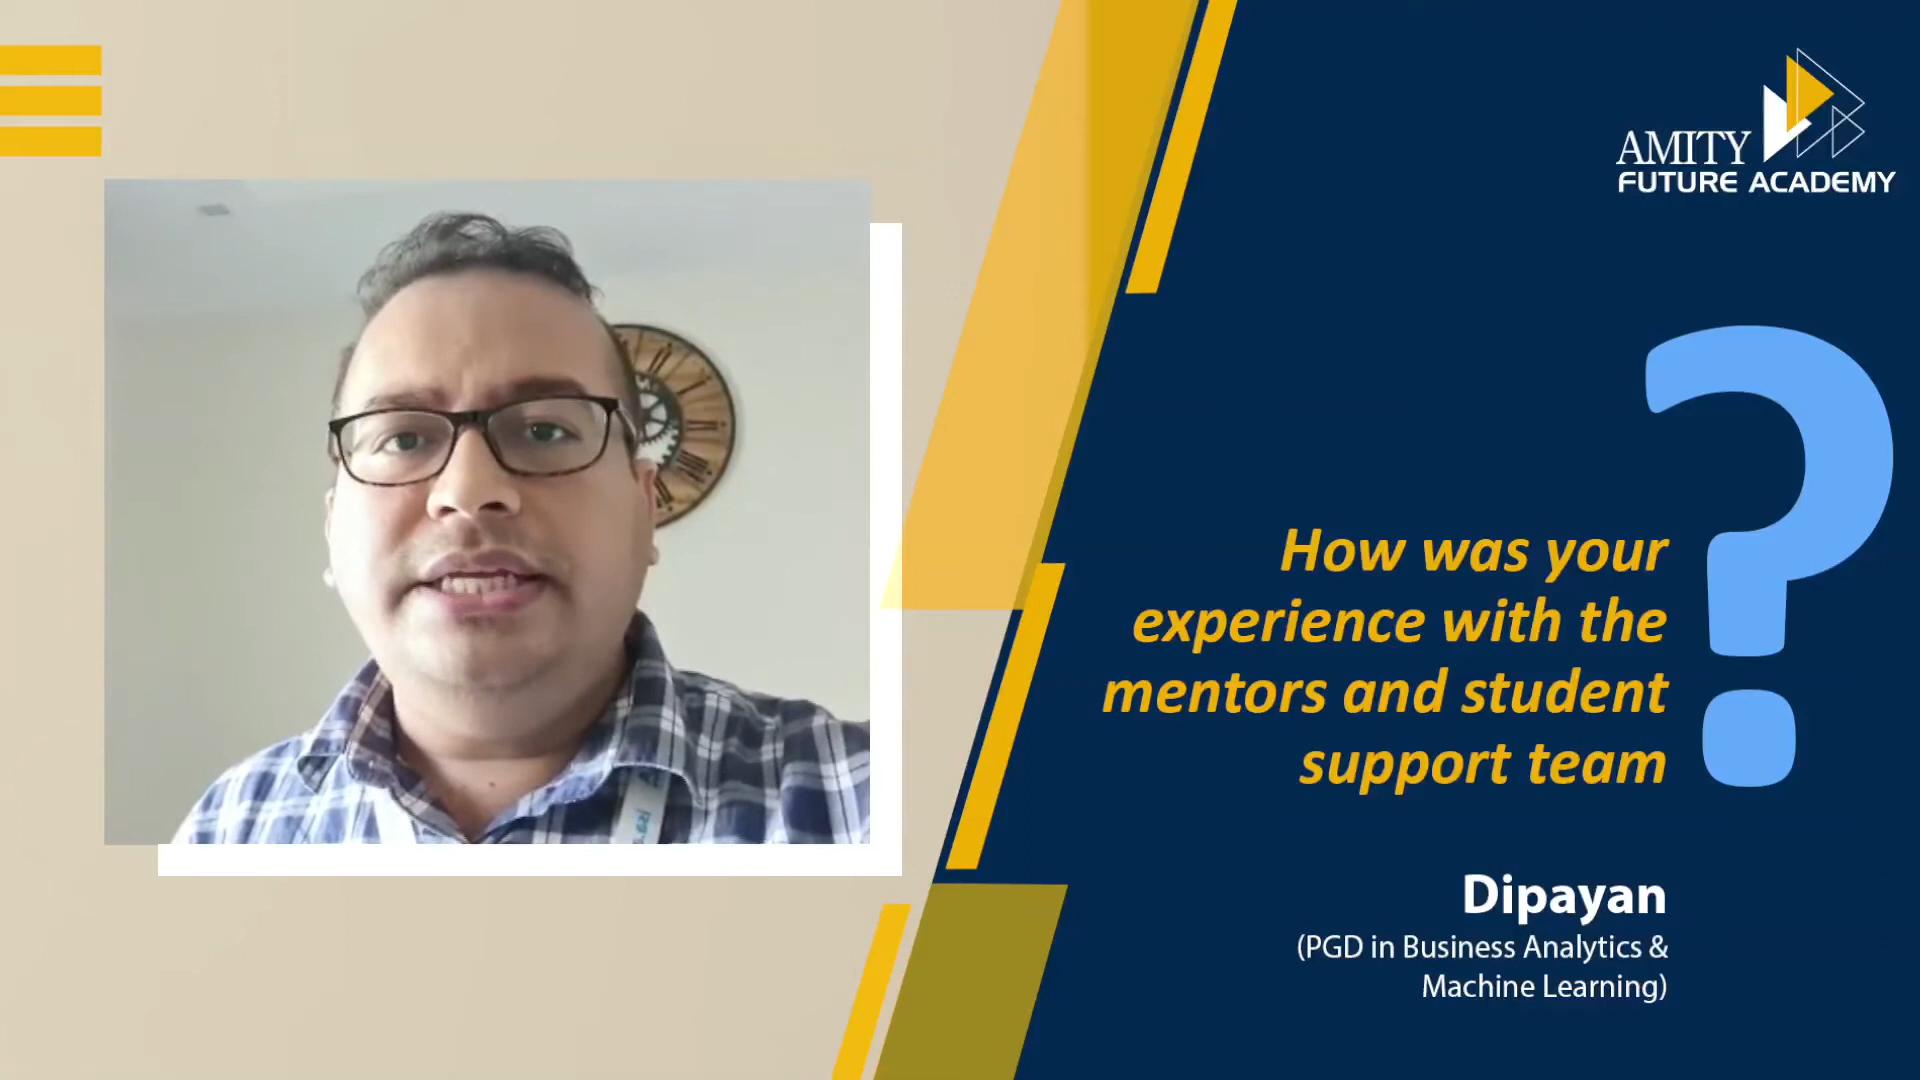 AMITY
FUTURE ACADEMY
How was your
experience with the
mentors and student
support team
?
Dipayan
(PGD in Business Analytics &
Machine Learning)